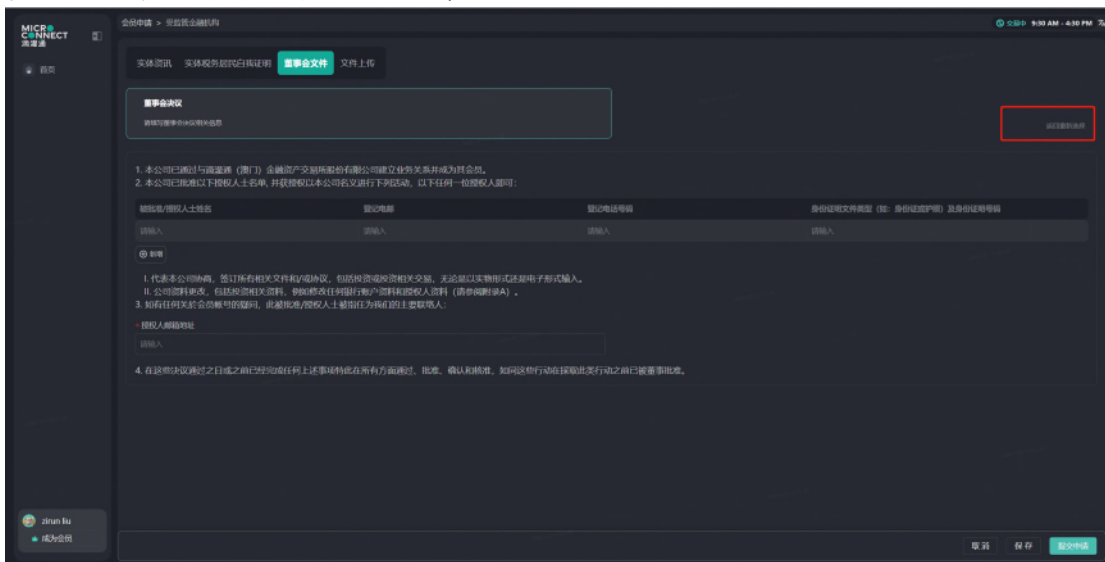 MICRO
CONNECT
滴灌通
会员申请 > 受监管金融机构
交易中 9:30 AM - 4:30 PM
首页
实体资讯 实体税务居民自我证明 董事会文件 文件上传
董事会决议
请填写董事会决议相关信息
返回重新选择
1. 本公司已通过与滴灌通（澳门）金融资产交易所股份有限公司建立业务关系并成为其会员。
2. 本公司已批准以下授权人士名单, 并获授权以本公司名义进行下列活动，以下任何一位授权人即可：
被批准/授权人士姓名 登记电邮 登记电话号码 身份证明文件类型（如：身份证或护照）及身份证明号码
请输入 请输入 请输入 请输入
新增
I. 代表本公司协商，签订所有相关文件和/或协议，包括投资或投资相关交易，无论是以实物形式还是电子形式输入。
II. 公司资料更改，包括投资相关资料，例如修改任何银行账户资料和授权人资料（请参阅附录A）。
3. 如有任何关於会员账号的疑问，此被批准/授权人士被指任为我们的主要联络人：
* 授权人邮箱地址
请输入
4. 在这些决议通过之日或之前已经完成任何上述事项特此在所有方面通过，批准，确认和核准，如同这些行动在采取此类行动之前已被董事批准。
zirun liu
成为会员
取消 保存 提交申请